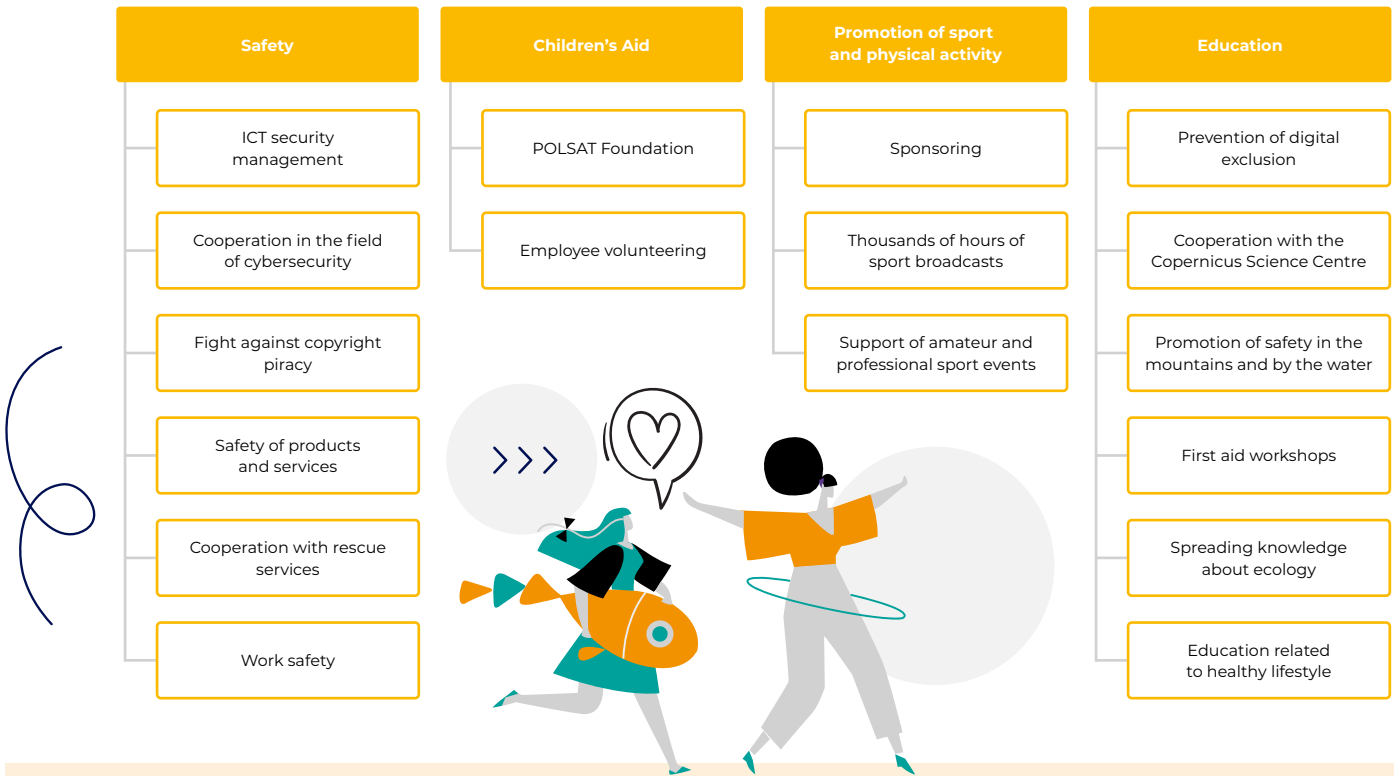 Safety
ICT security
management
Cooperation in the field
of cybersecurity
Fight against copyright
piracy
Safety of products
and services
Cooperation with rescue
services
Work safety
Children's Aid
POLSAT Foundation
Employee volunteering
Promotion of sport
and physical activity
Sponsoring
Thousands of hours of
sport broadcasts
Support of amateur and
professional sport events
Education
Prevention of digital
exclusion
Cooperation with the
Copernicus Science Centre
Promotion of safety in the
mountains and by the water
First aid workshops
Spreading knowledge
about ecology
Education related
to healthy lifestyle